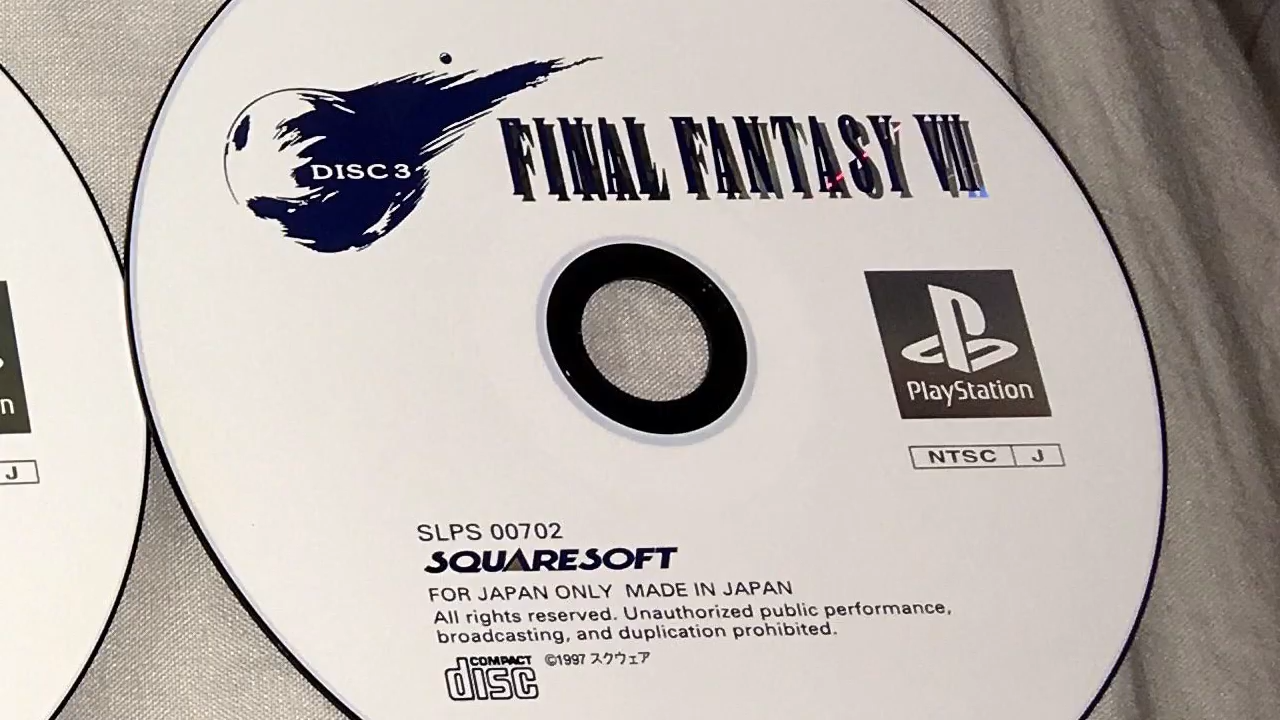 DISC 3
FINAL FANTASY VII
PlayStation
NTSC J
J
SLPS 00702
SQUARESOFT
FOR JAPAN ONLY MADE IN JAPAN
All rights reserved. Unauthorized public performance,
broadcasting, and duplication prohibited.
COMPACT
disc
©1997 スクウェア